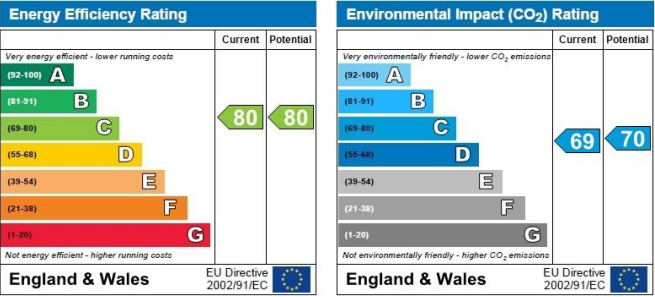 Energy Efficiency Rating
Current Potential
Very energy efficient - lower running costs
(92-100) A
(81-91) B
(69-80) C
(55-68) D
(39-54) E
(21-38) F
(1-20) G
80 80
Not energy efficient - higher running costs
England & Wales
EU Directive
2002/91/EC
Environmental Impact (CO₂) Rating
Current Potential
Very environmentally friendly - lower CO₂ emissions
(92-100) A
(81-91) B
(69-80) C
(55-68) D
(39-54) E
(21-38) F
(1-20) G
69 70
Not environmentally friendly - higher CO₂ emissions
England & Wales
EU Directive
2002/91/EC